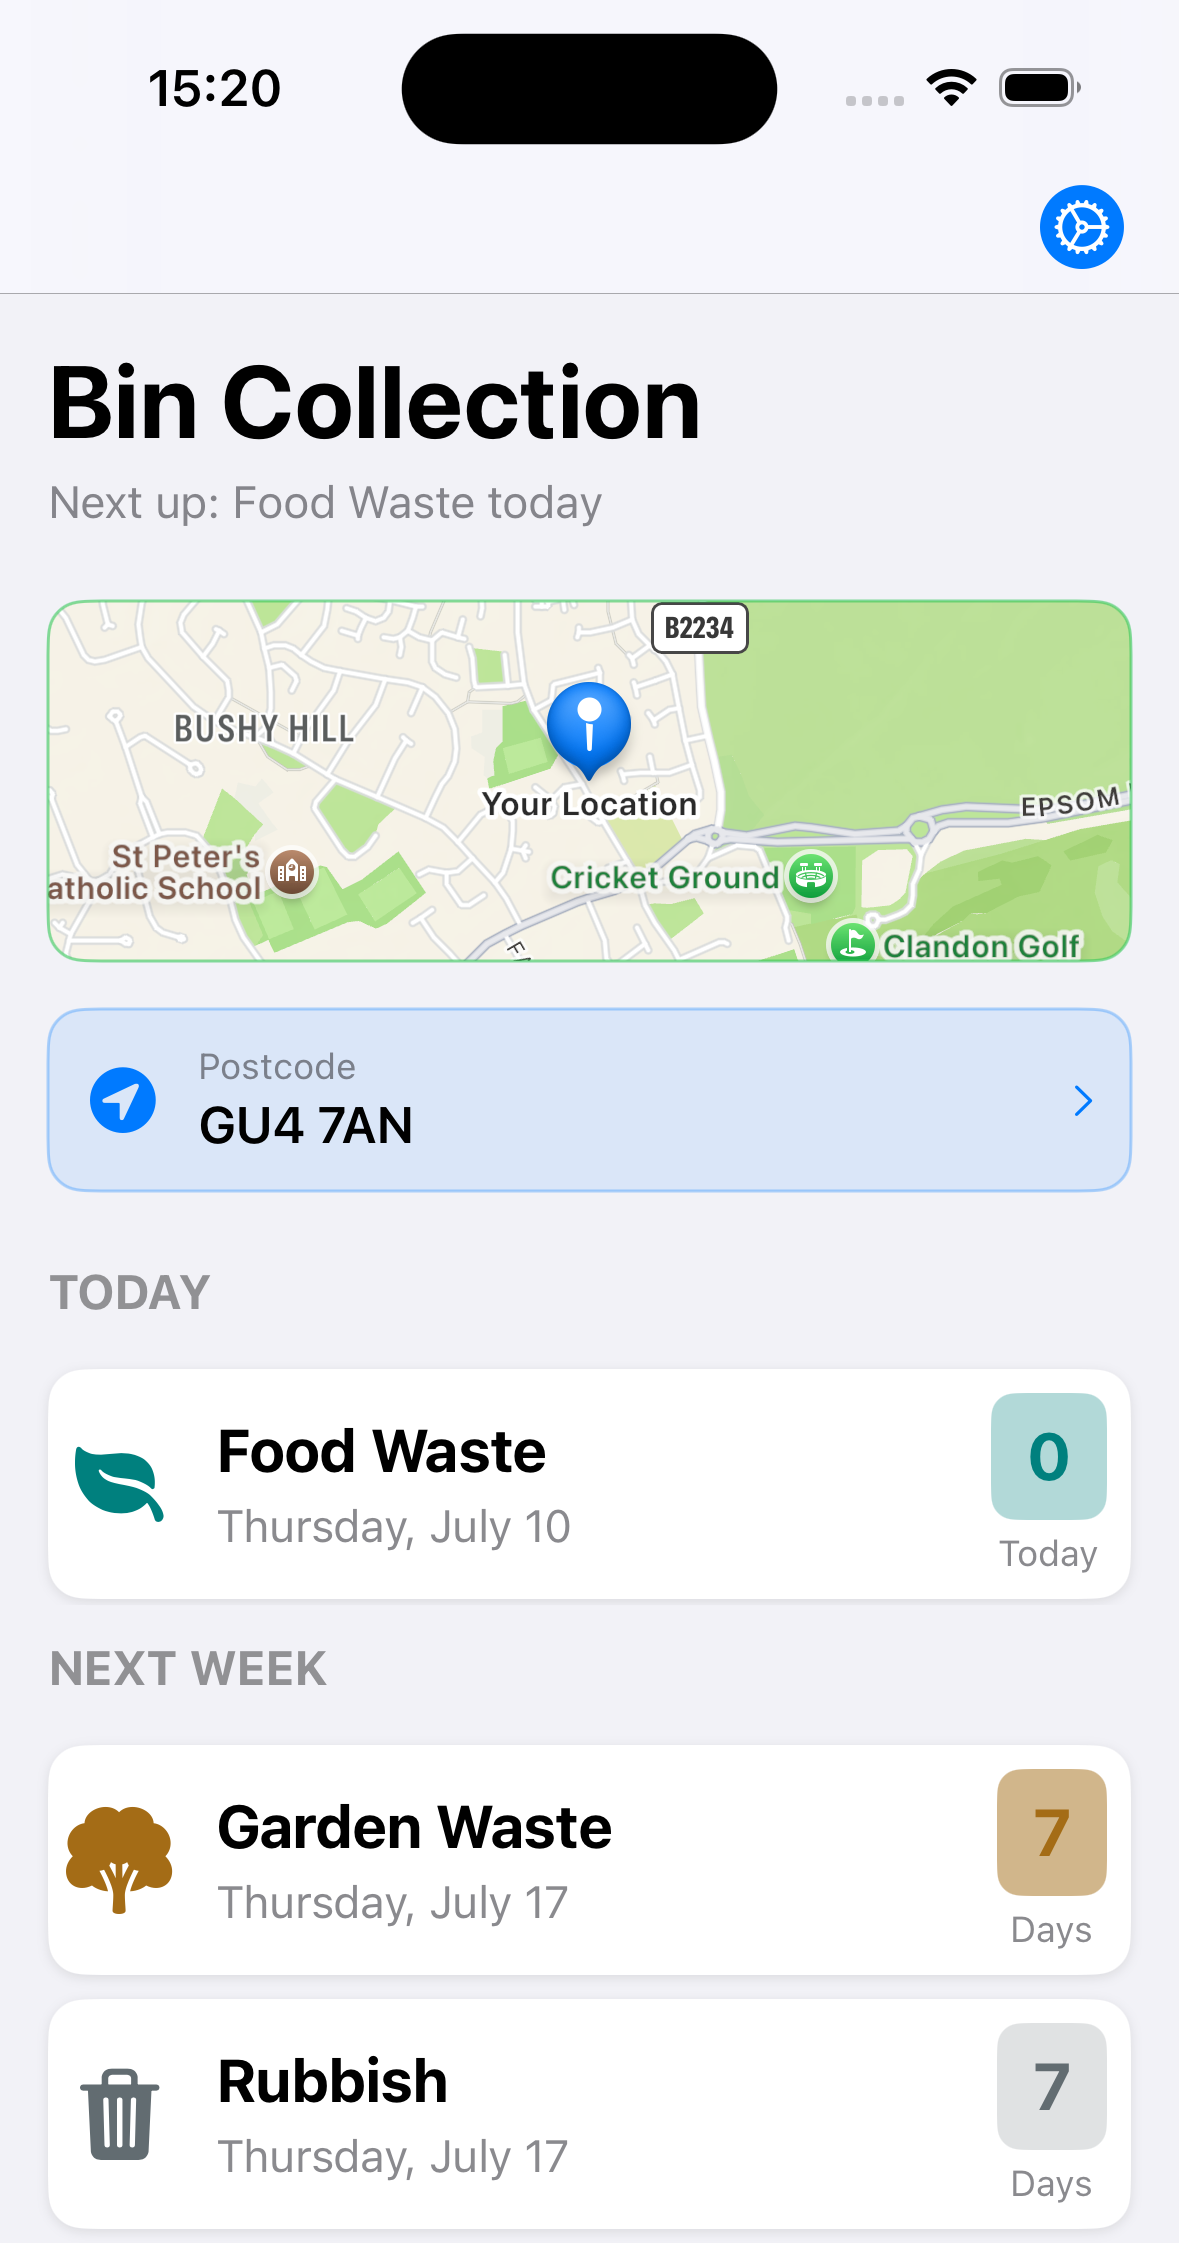 15:20
Bin Collection
Next up: Food Waste today
B2234
BUSHY HILL
Your Location
EPSOM
St Peter's
atholic School
Cricket Ground
Clandon Golf
Postcode
GU4 7AN
TODAY
Food Waste
Thursday, July 10
0
Today
NEXT WEEK
Garden Waste
Thursday, July 17
7
Days
Rubbish
Thursday, July 17
7
Days